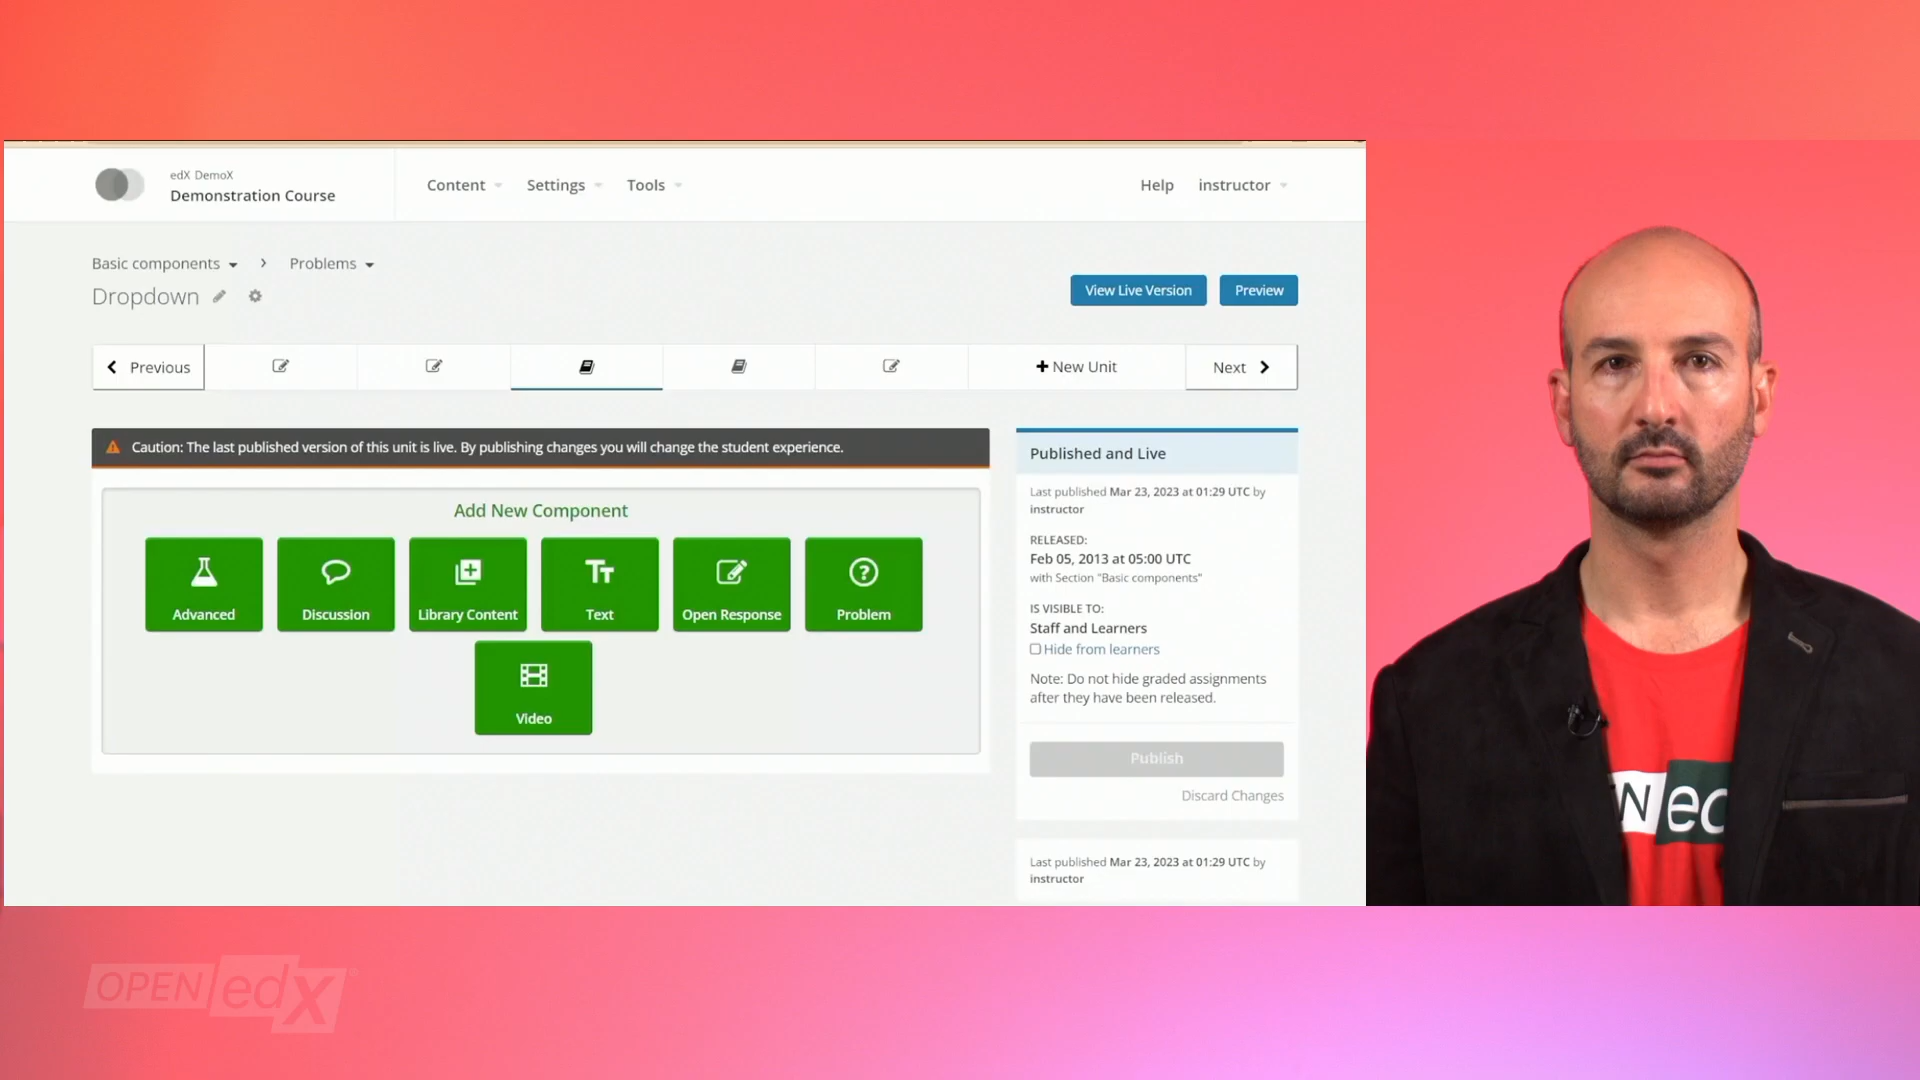 edX DemoX
Demonstration Course
Content
Settings
Tools
Help
instructor
Basic components
Problems
Dropdown
View Live Version
Preview
Previous
New Unit
Next
Caution: The last published version of this unit is live. By publishing changes you will change the student experience.
Add New Component
Advanced
Discussion
Library Content
Text
Open Response
Problem
Video
Published and Live
Last published Mar 23, 2023 at 01:29 UTC by
instructor
RELEASED:
Feb 05, 2013 at 05:00 UTC
with Section "Basic components"
IS VISIBLE TO:
Staff and Learners
Hide from learners
Note: Do not hide graded assignments
after they have been released.
Publish
Discard Changes
Last published Mar 23, 2023 at 01:29 UTC by
instructor
N ed
OPEN edX®